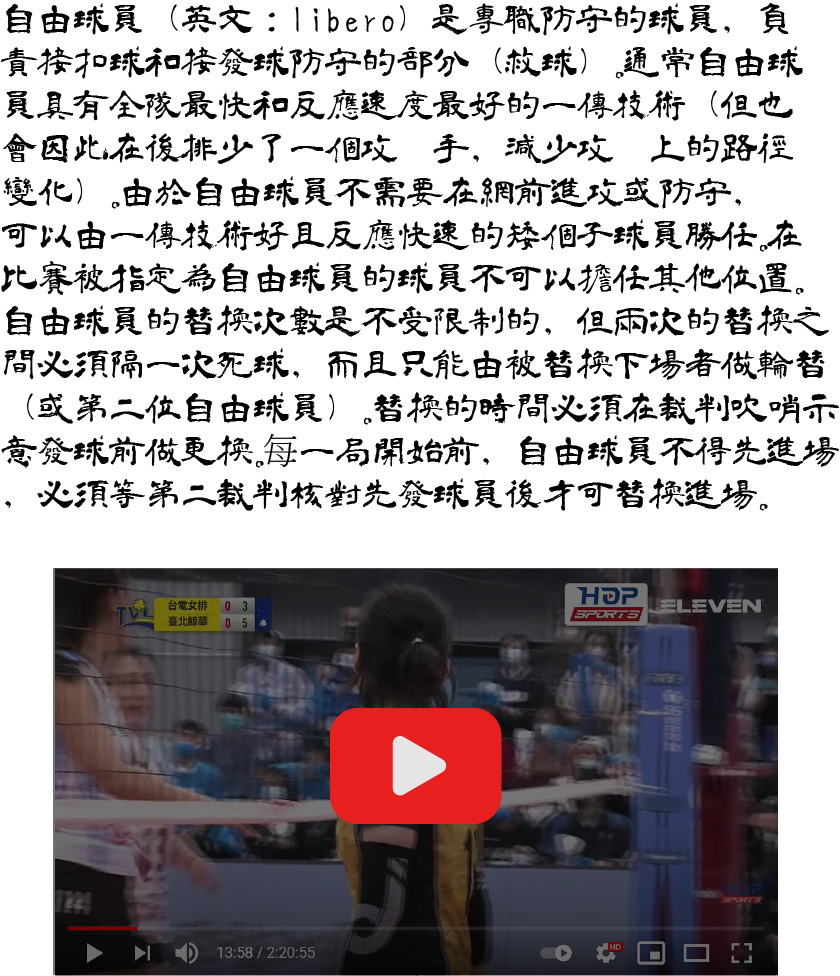 自由球員（英文：libero）是專職防守的球員，負
責接扣球和接發球防守的部分（救球）。通常自由球
員具有全隊最快和反應速度最好的一傳技術（但也
會因此在後排少了一個攻　手，減少攻　上的路徑
變化）。由於自由球員不需要在網前進攻或防守，
可以由一傳技術好且反應快速的矮個子球員勝任。在
比賽被指定為自由球員的球員不可以擔任其他位置。
自由球員的替換次數是不受限制的，但兩次的替換之
間必須隔一次死球，而且只能由被替換下場者做輪替
（或第二位自由球員）。替換的時間必須在裁判吹哨示
意發球前做更換。每一局開始前，自由球員不得先進場
，必須等第二裁判核對先發球員後才可替換進場。
TVL 台電女排 0 3
臺北鯨華 0 5
HOP SPORTS ELEVEN
HOP SPORTS
13:58 / 2:20:55 HD